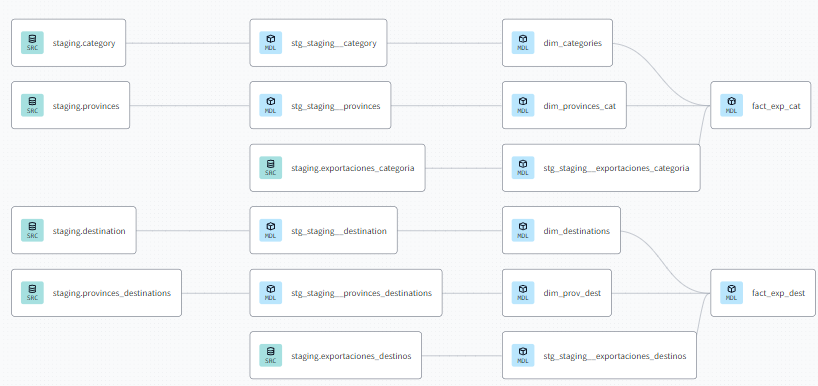 SRC staging.category
MDL stg_staging__category
MDL dim_categories
SRC staging.provinces
MDL stg_staging__provinces
MDL dim_provinces_cat
MDL fact_exp_cat
SRC staging.exportaciones_categoria
MDL stg_staging__exportaciones_categoria
SRC staging.destination
MDL stg_staging__destination
MDL dim_destinations
SRC staging.provinces_destinations
MDL stg_staging__provinces_destinations
MDL dim_prov_dest
MDL fact_exp_dest
SRC staging.exportaciones_destinos
MDL stg_staging__exportaciones_destinos